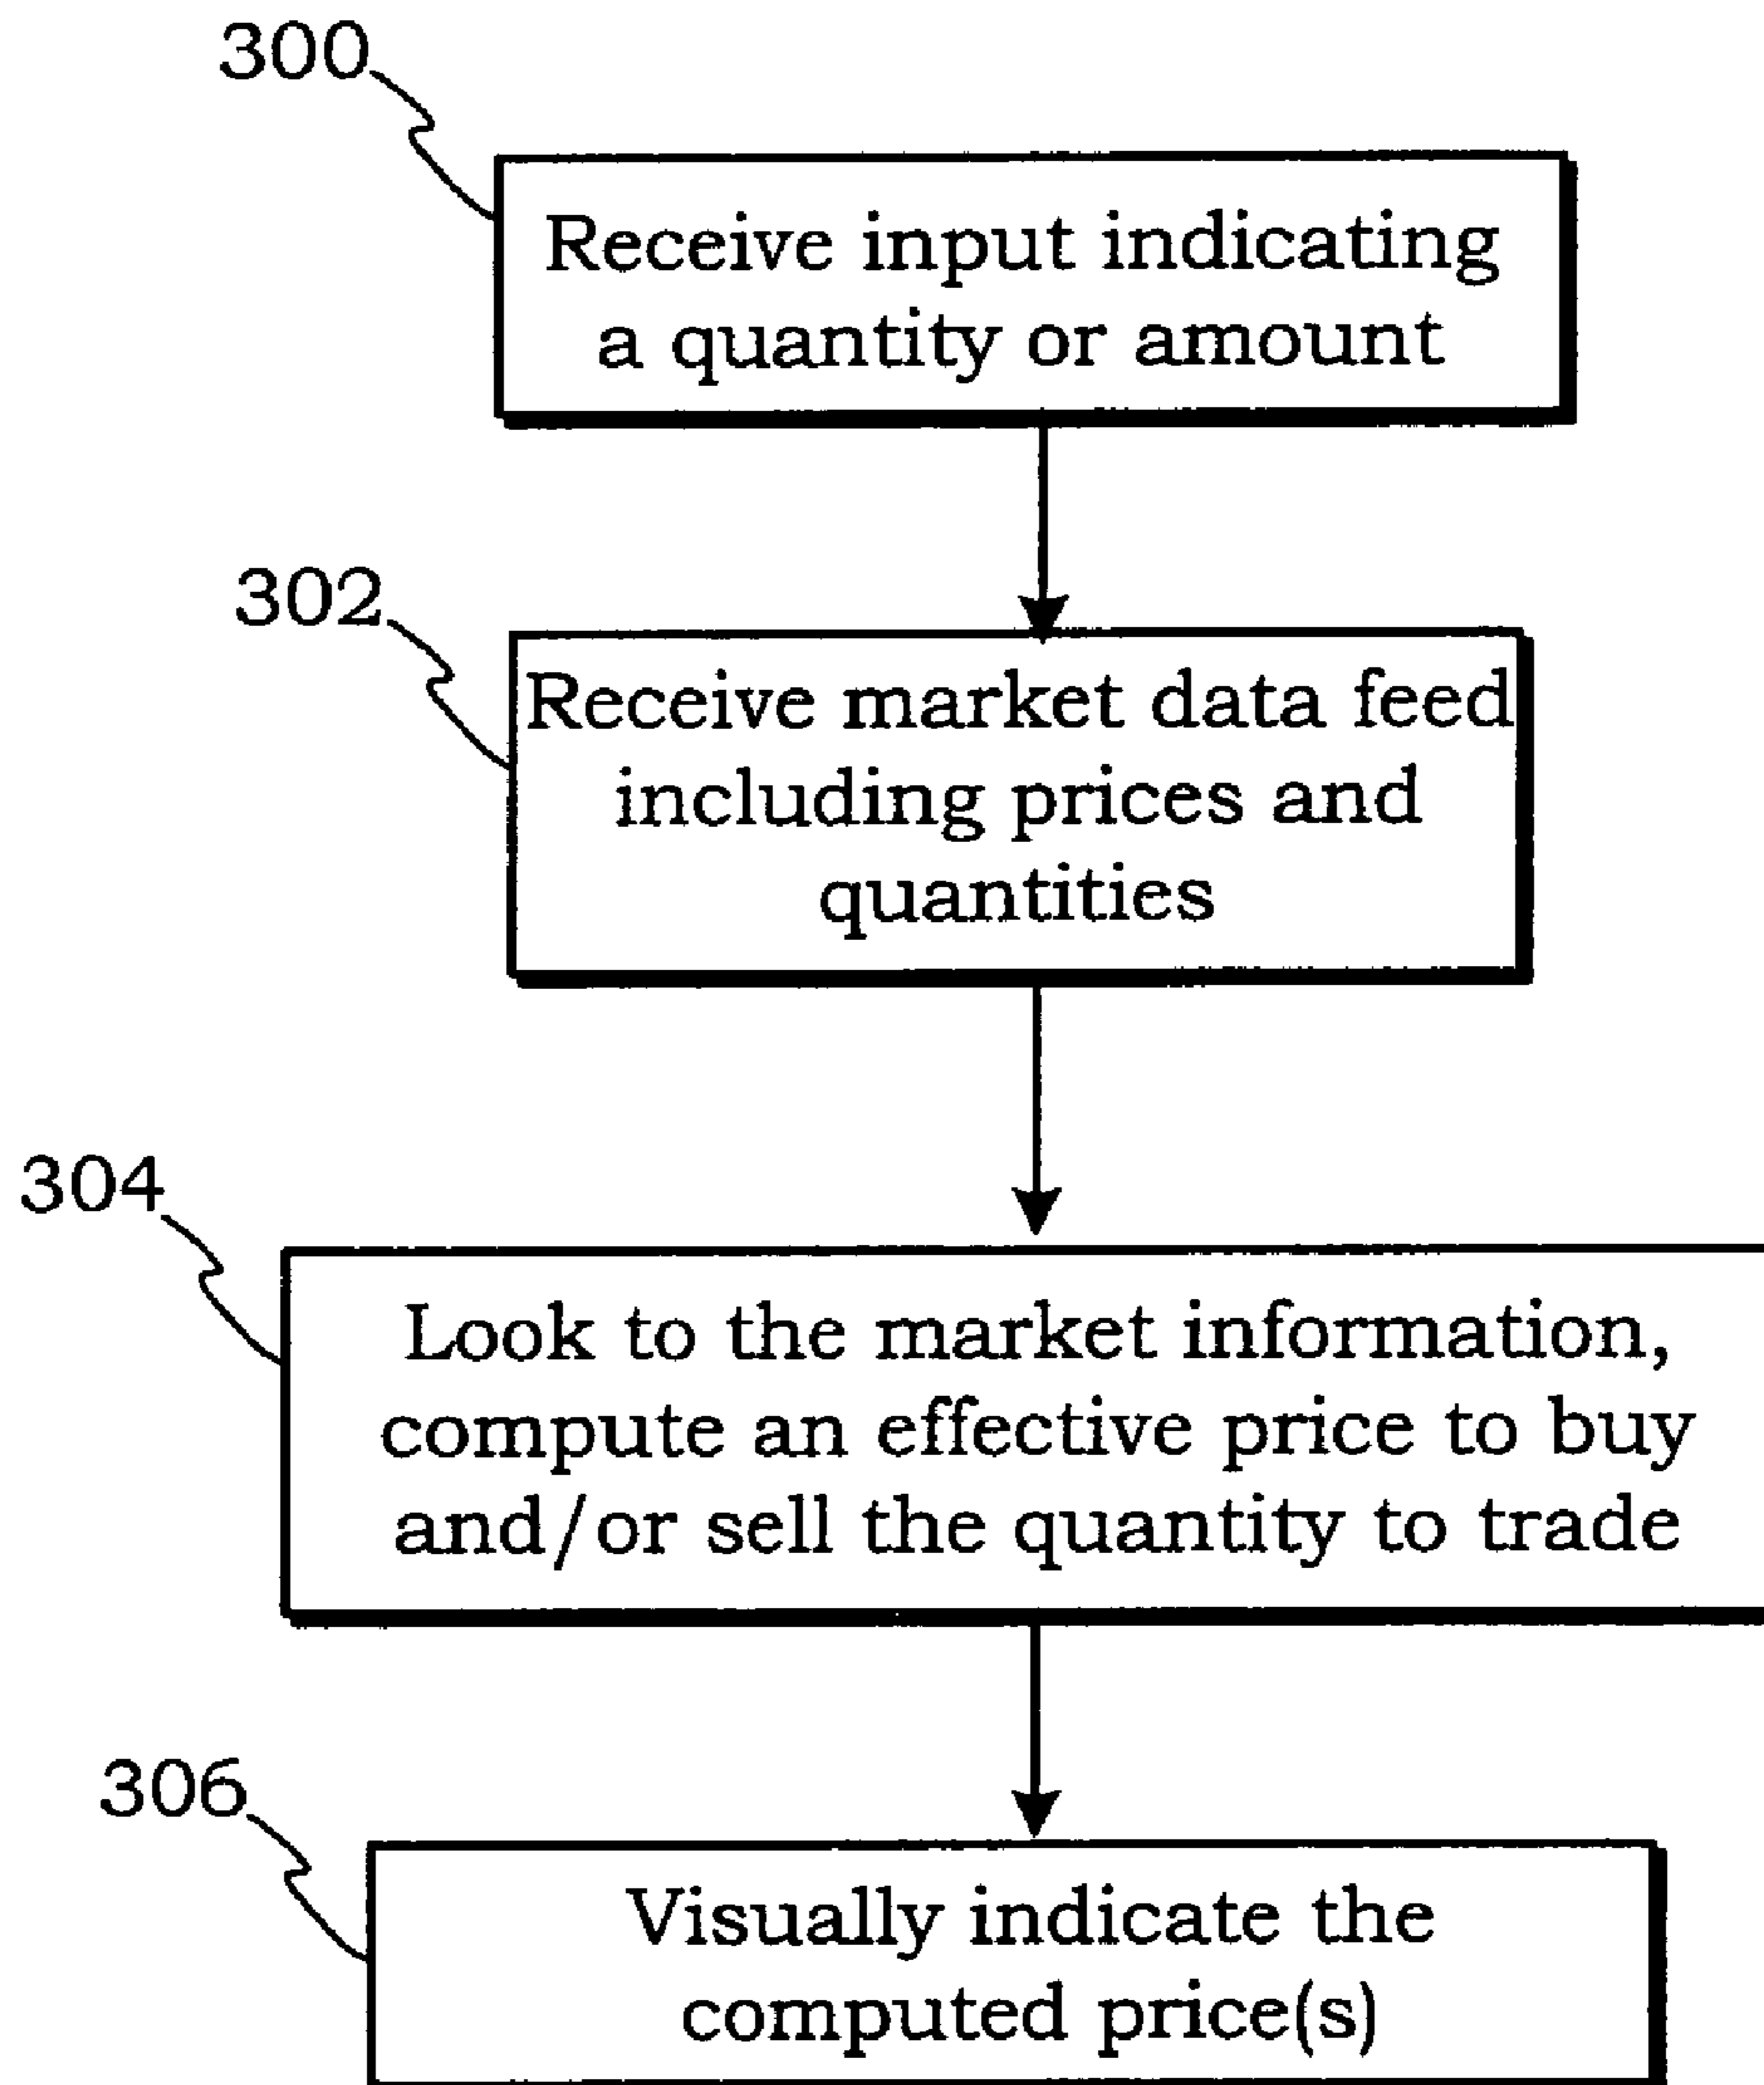 300
Receive input indicating
a quantity or amount
302
Receive market data feed
including prices and
quantities
304
Look to the market information,
compute an effective price to buy
and/or sell the quantity to trade
306
Visually indicate the
computed price(s)